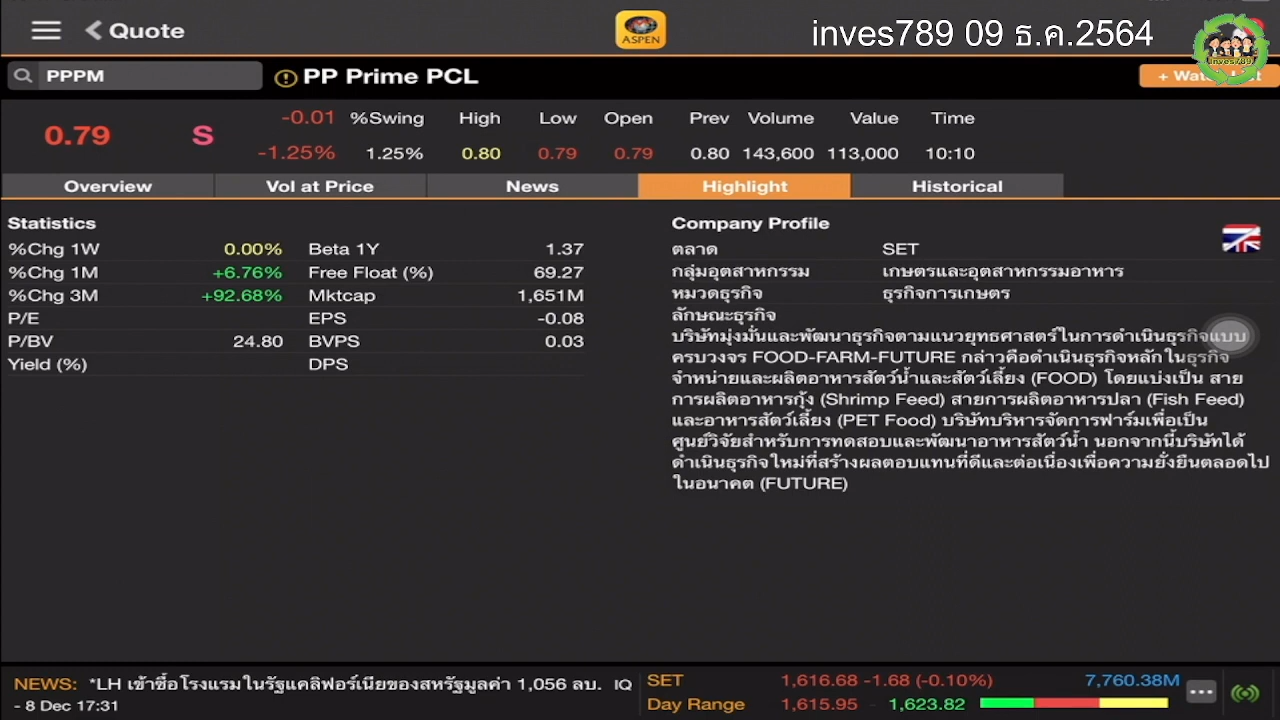 Quote
ASPEN
inves789 09 ธ.ค.2564
inves789
PPPM
PP Prime PCL
0.79 S -0.01 %Swing High Low Open Prev Volume Value Time
-1.25% 1.25% 0.80 0.79 0.79 0.80 143,600 113,000 10:10
Overview Vol at Price News Highlight Historical
Statistics
%Chg 1W 0.00% Beta 1Y 1.37
%Chg 1M +6.76% Free Float (%) 69.27
%Chg 3M +92.68% Mktcap 1,651M
P/E EPS -0.08
P/BV 24.80 BVPS 0.03
Yield (%) DPS
Company Profile
ตลาด SET
กลุ่มอุตสาหกรรม เกษตรและอุตสาหกรรมอาหาร
หมวดธุรกิจ ธุรกิจการเกษตร
ลักษณะธุรกิจ
บริษัทมุ่งมั่นและพัฒนาธุรกิจตามแนวยุทธศาสตร์ในการดำเนินธุรกิจแบบ
ครบวงจร FOOD-FARM-FUTURE กล่าวคือดำเนินธุรกิจหลักในธุรกิจ
จำหน่ายและผลิตอาหารสัตว์น้ำและสัตว์เลี้ยง (FOOD) โดยแบ่งเป็น สาย
การผลิตอาหารกุ้ง (Shrimp Feed) สายการผลิตอาหารปลา (Fish Feed)
และอาหารสัตว์เลี้ยง (PET Food) บริษัทบริหารจัดการฟาร์มเพื่อเป็น
ศูนย์วิจัยสำหรับการทดสอบและพัฒนาอาหารสัตว์น้ำ นอกจากนี้บริษัทได้
ดำเนินธุรกิจใหม่ที่สร้างผลตอบแทนที่ดีและต่อเนื่องเพื่อความยั่งยืนตลอดไป
ในอนาคต (FUTURE)
NEWS: *LH เข้าซื้อโรงแรมในรัฐแคลิฟอร์เนียของสหรัฐมูลค่า 1,056 ลบ. IQ
- 8 Dec 17:31
SET 1,616.68 -1.68 (-0.10%) 7,760.38M
Day Range 1,615.95 - 1,623.82